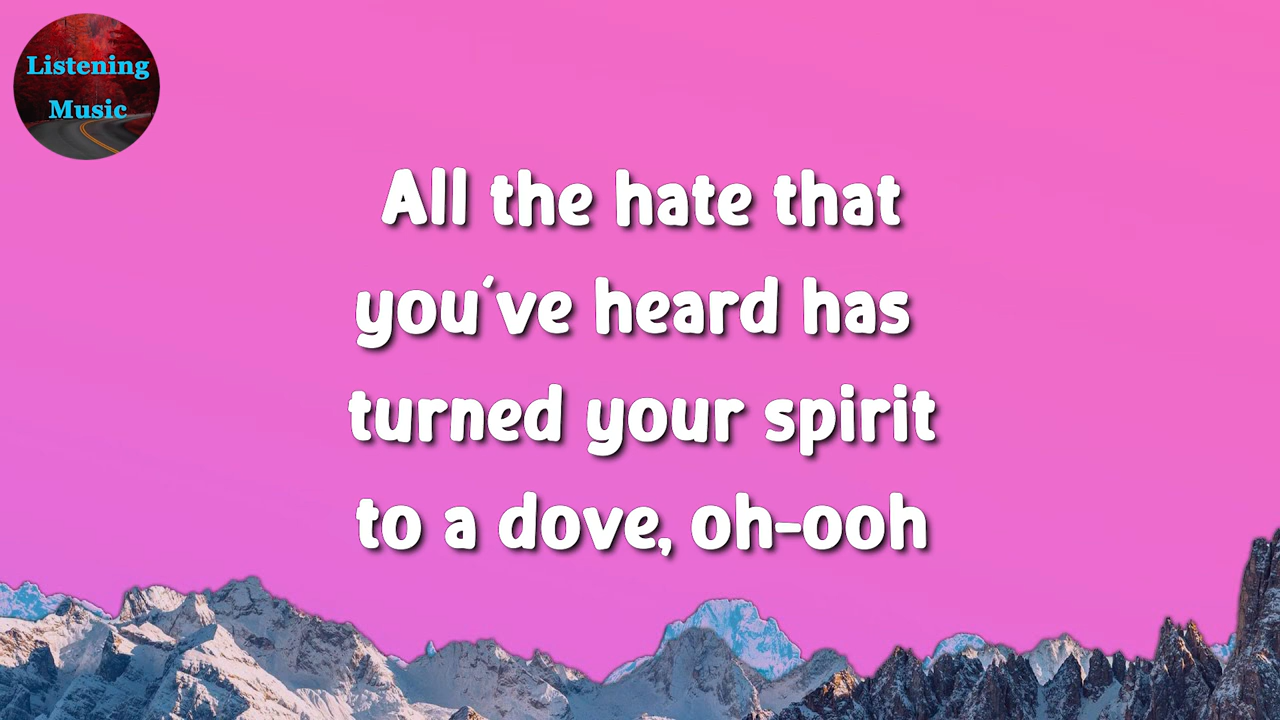 Listening
Music
All the hate that
you've heard has
turned your spirit
to a dove, oh-ooh